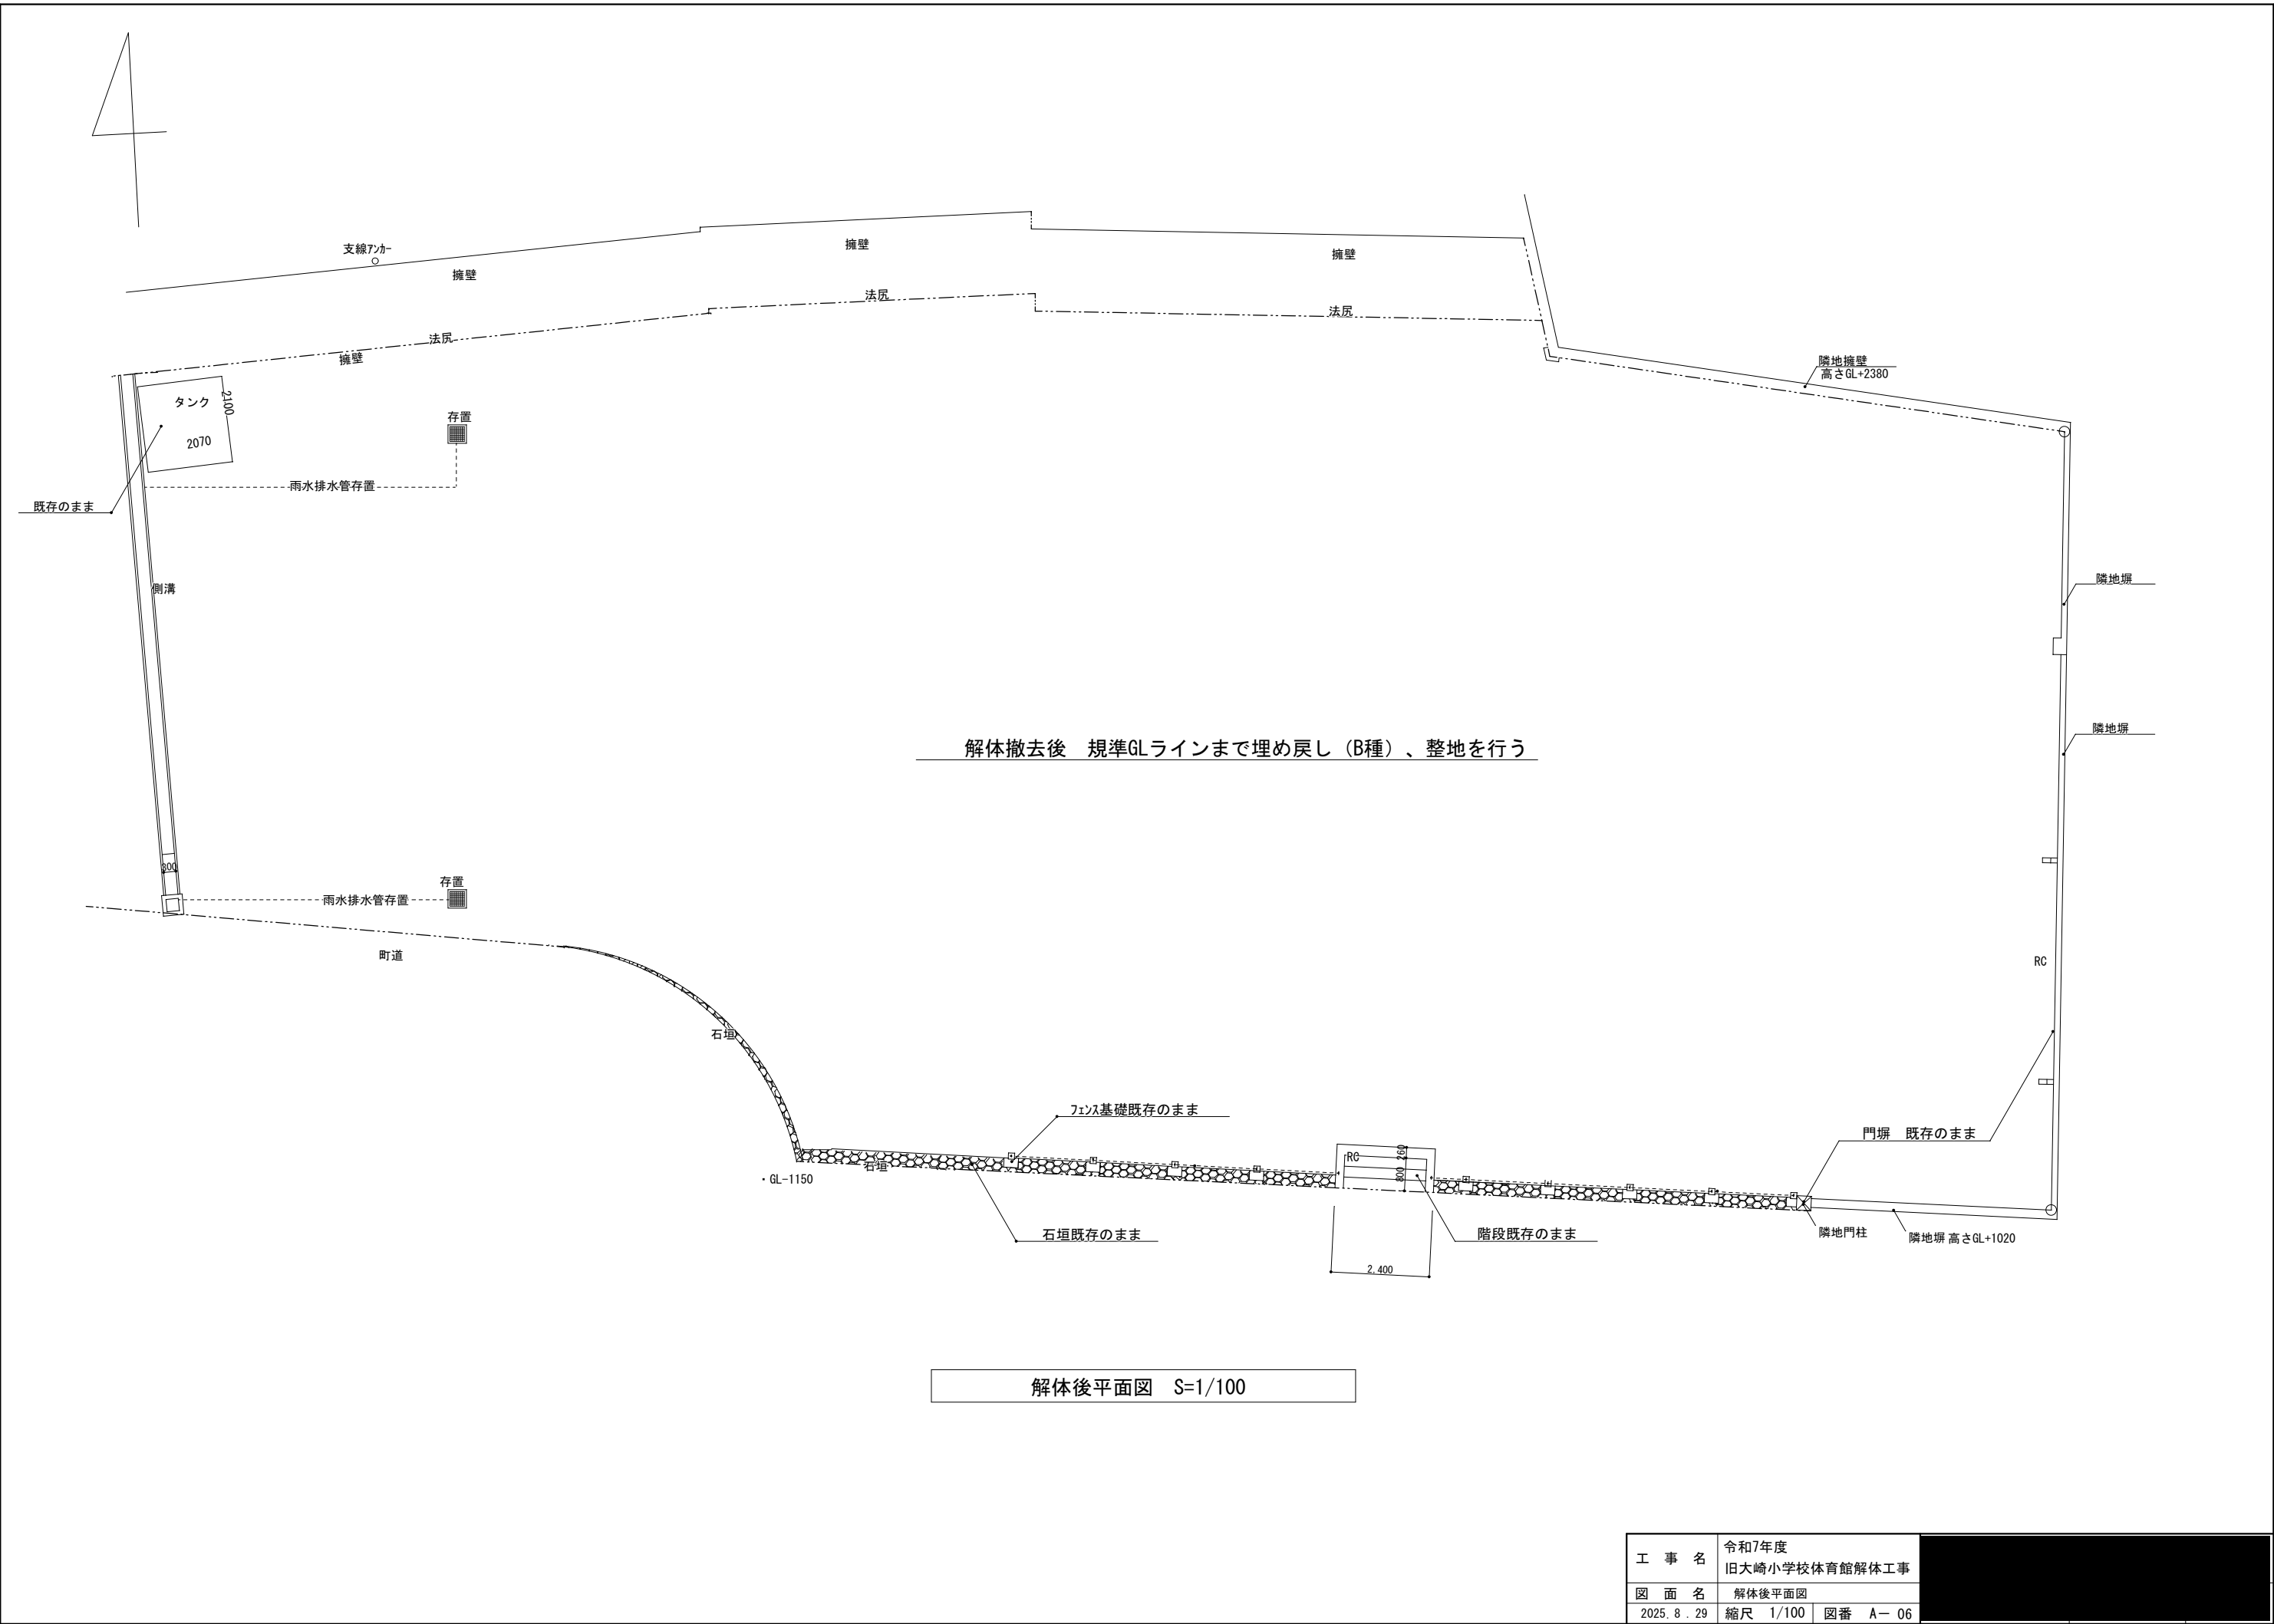 支線ｱﾝｶｰ
擁壁
擁壁
擁壁
法尻
法尻
法尻
擁壁
隣地擁壁
高さGL+2380
タンク
2100
2070
存置
雨水排水管存置
既存のまま
側溝
隣地塀
隣地塀
解体撤去後　規準GLラインまで埋め戻し（B種）、整地を行う
300
存置
雨水排水管存置
町道
RC
石垣
ﾌｪﾝｽ基礎既存のまま
門塀　既存のまま
石垣
RC
260
800
・GL-1150
石垣既存のまま
階段既存のまま
隣地門柱
隣地塀 高さGL+1020
2,400
解体後平面図　S=1/100
工　事　名
令和7年度
旧大崎小学校体育館解体工事
図　面　名
解体後平面図
2025. 8 . 29
縮尺　1/100
図番　A－ 06